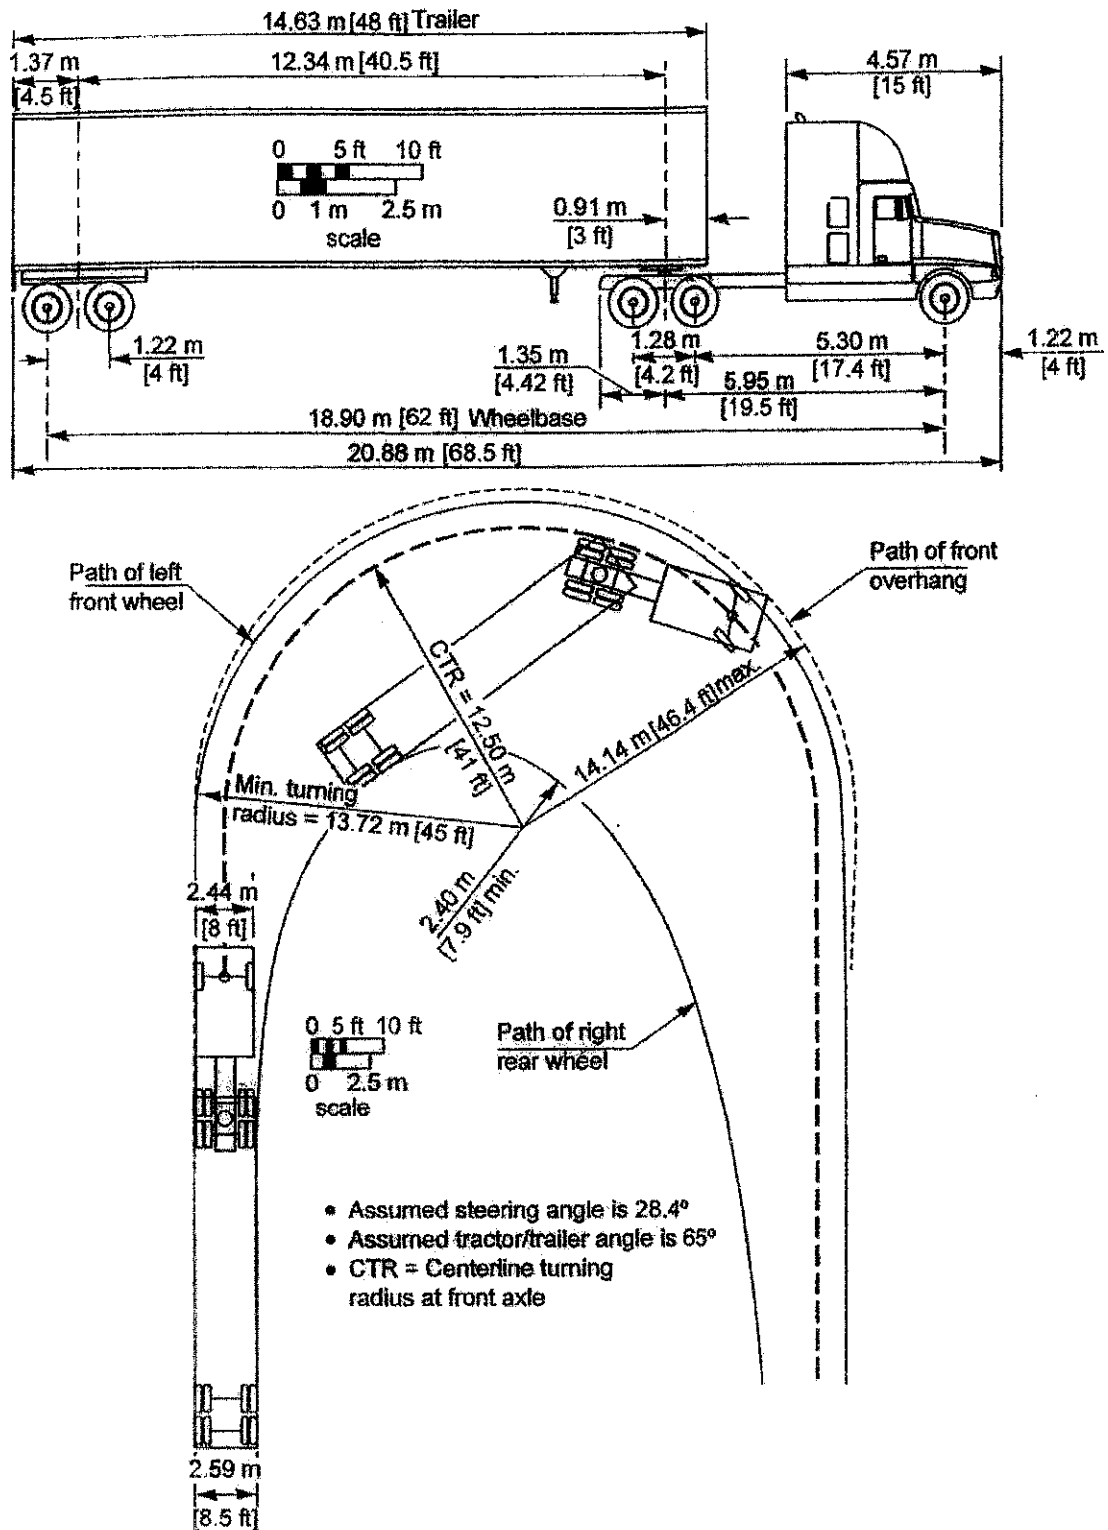 14.63 m [48 ft] Trailer
1.37 m
[4.5 ft]
12.34 m [40.5 ft]
4.57 m
[15 ft]
0 5 ft 10 ft
0 1 m 2.5 m
scale
0.91 m
[3 ft]
1.22 m
[4 ft]
1.35 m
[4.42 ft]
1.28 m
[4.2 ft]
5.30 m
[17.4 ft]
1.22 m
[4 ft]
5.95 m
[19.5 ft]
18.90 m [62 ft] Wheelbase
20.88 m [68.5 ft]
Path of left
front wheel
Path of front
overhang
CTR = 12.50 m
[41 ft]
14.14 m [46.4 ft] max.
Min. turning
radius = 13.72 m [45 ft]
2.40 m
[7.9 ft] min.
2.44 m
[8 ft]
0 5 ft 10 ft
0 2.5 m
scale
Path of right
rear wheel
• Assumed steering angle is 28.4º
• Assumed tractor/trailer angle is 65º
• CTR = Centerline turning
radius at front axle
2.59 m
[8.5 ft]